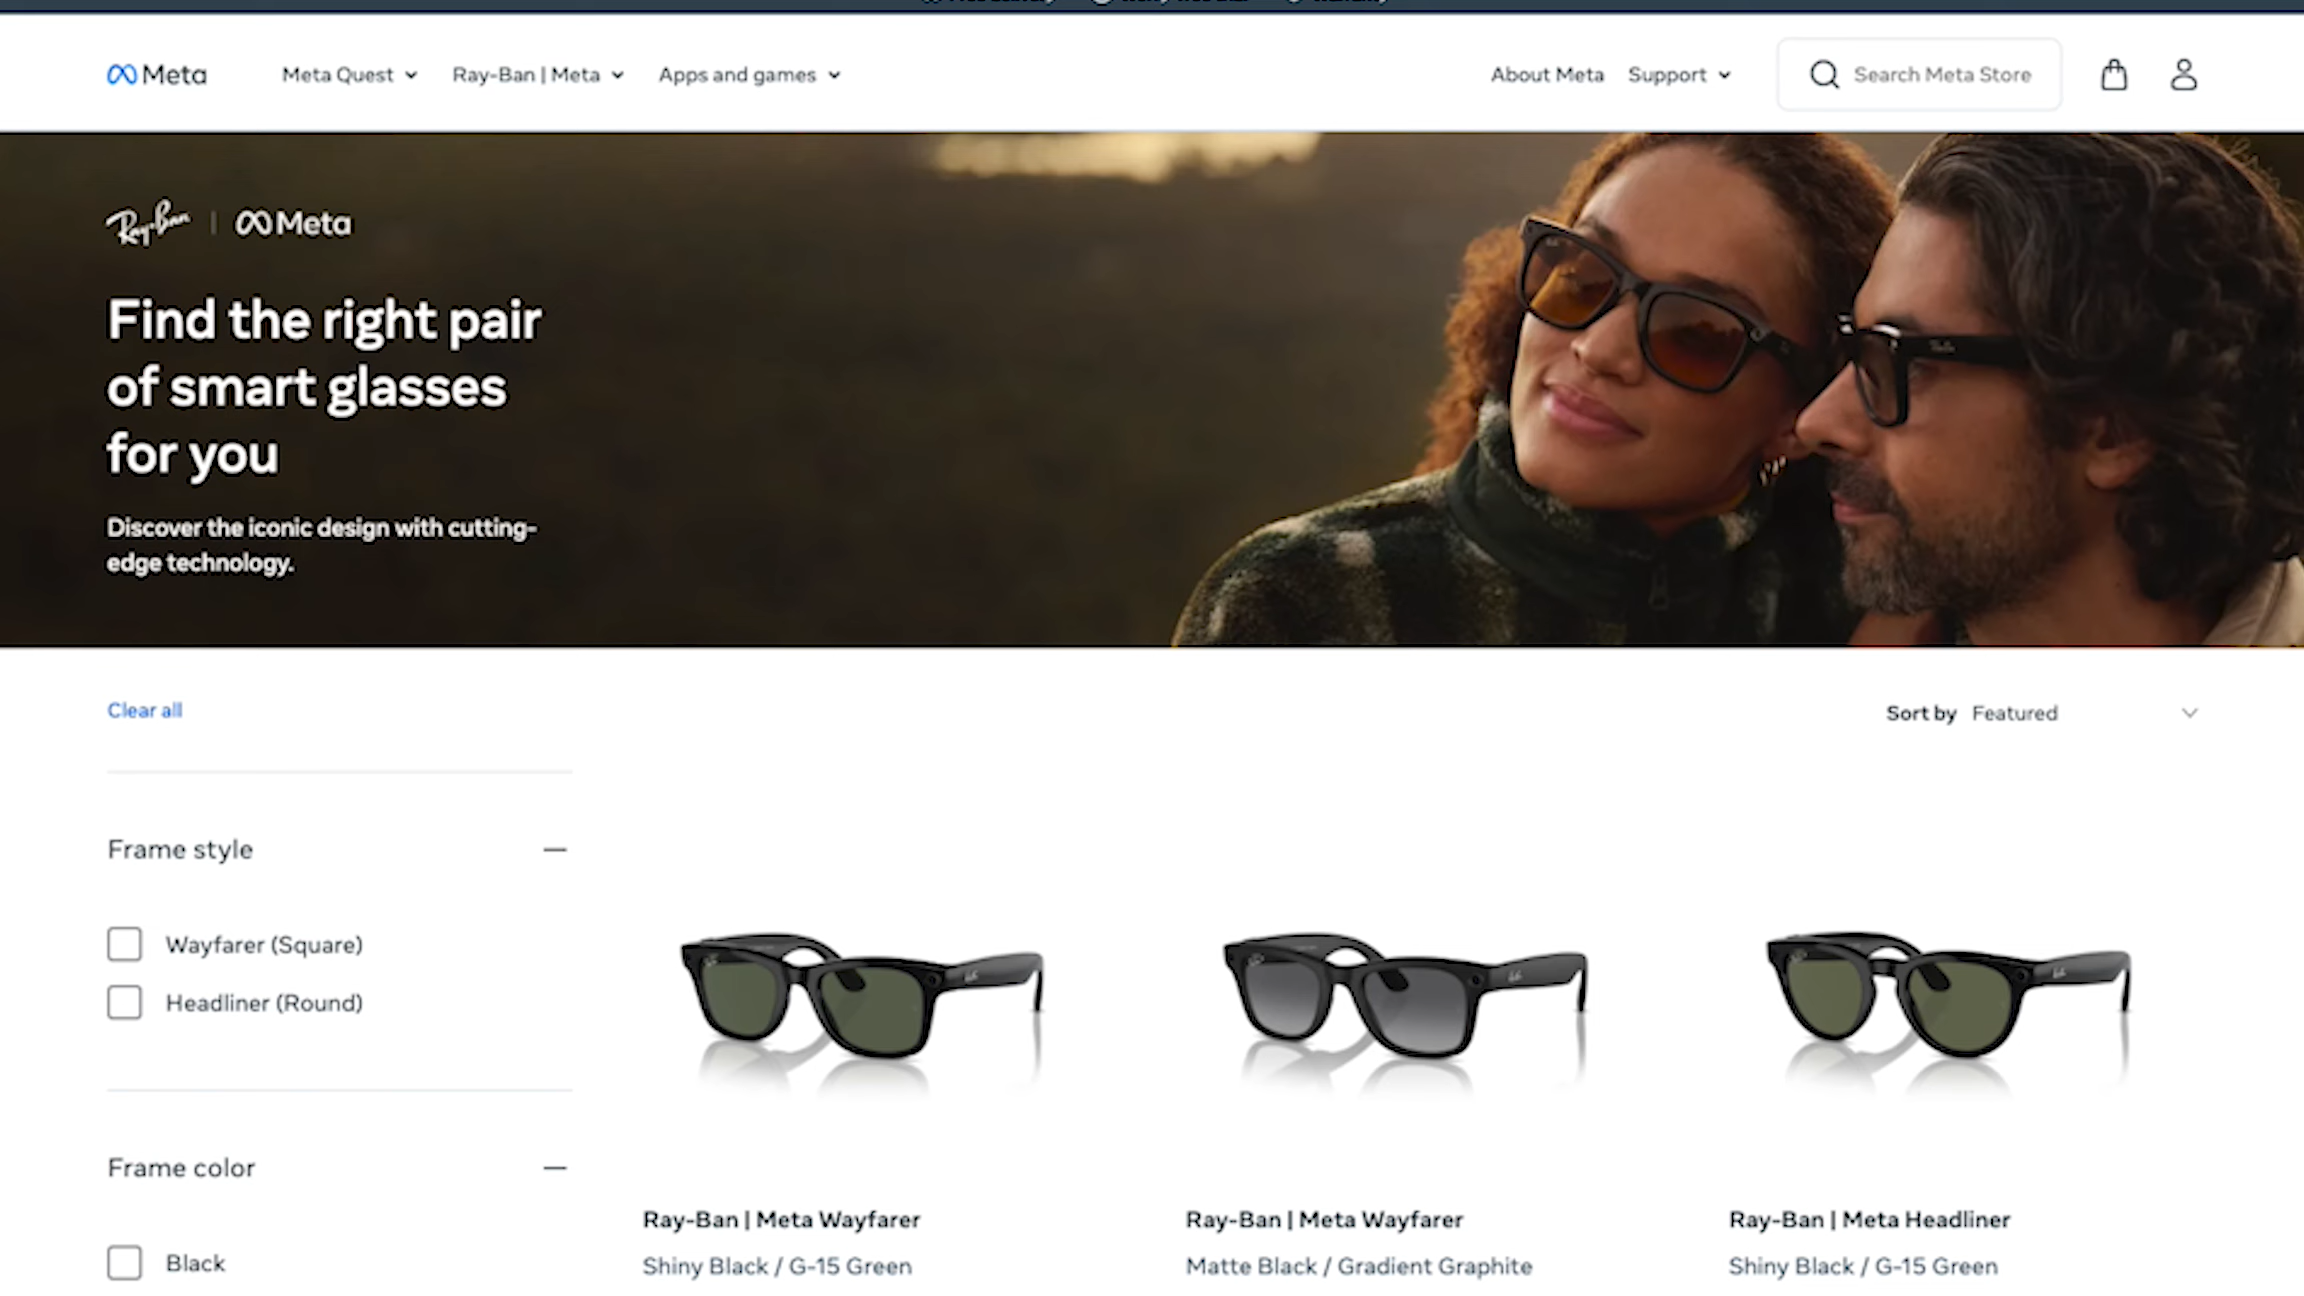 Meta
Meta Quest
Ray-Ban | Meta
Apps and games
About Meta
Support
Search Meta Store
Ray-Ban | Meta
Find the right pair
of smart glasses
for you
Discover the iconic design with cutting-
edge technology.
Clear all
Sort by Featured
Frame style
Wayfarer (Square)
Headliner (Round)
Frame color
Black
Ray-Ban | Meta Wayfarer
Shiny Black / G-15 Green
Ray-Ban | Meta Wayfarer
Matte Black / Gradient Graphite
Ray-Ban | Meta Headliner
Shiny Black / G-15 Green